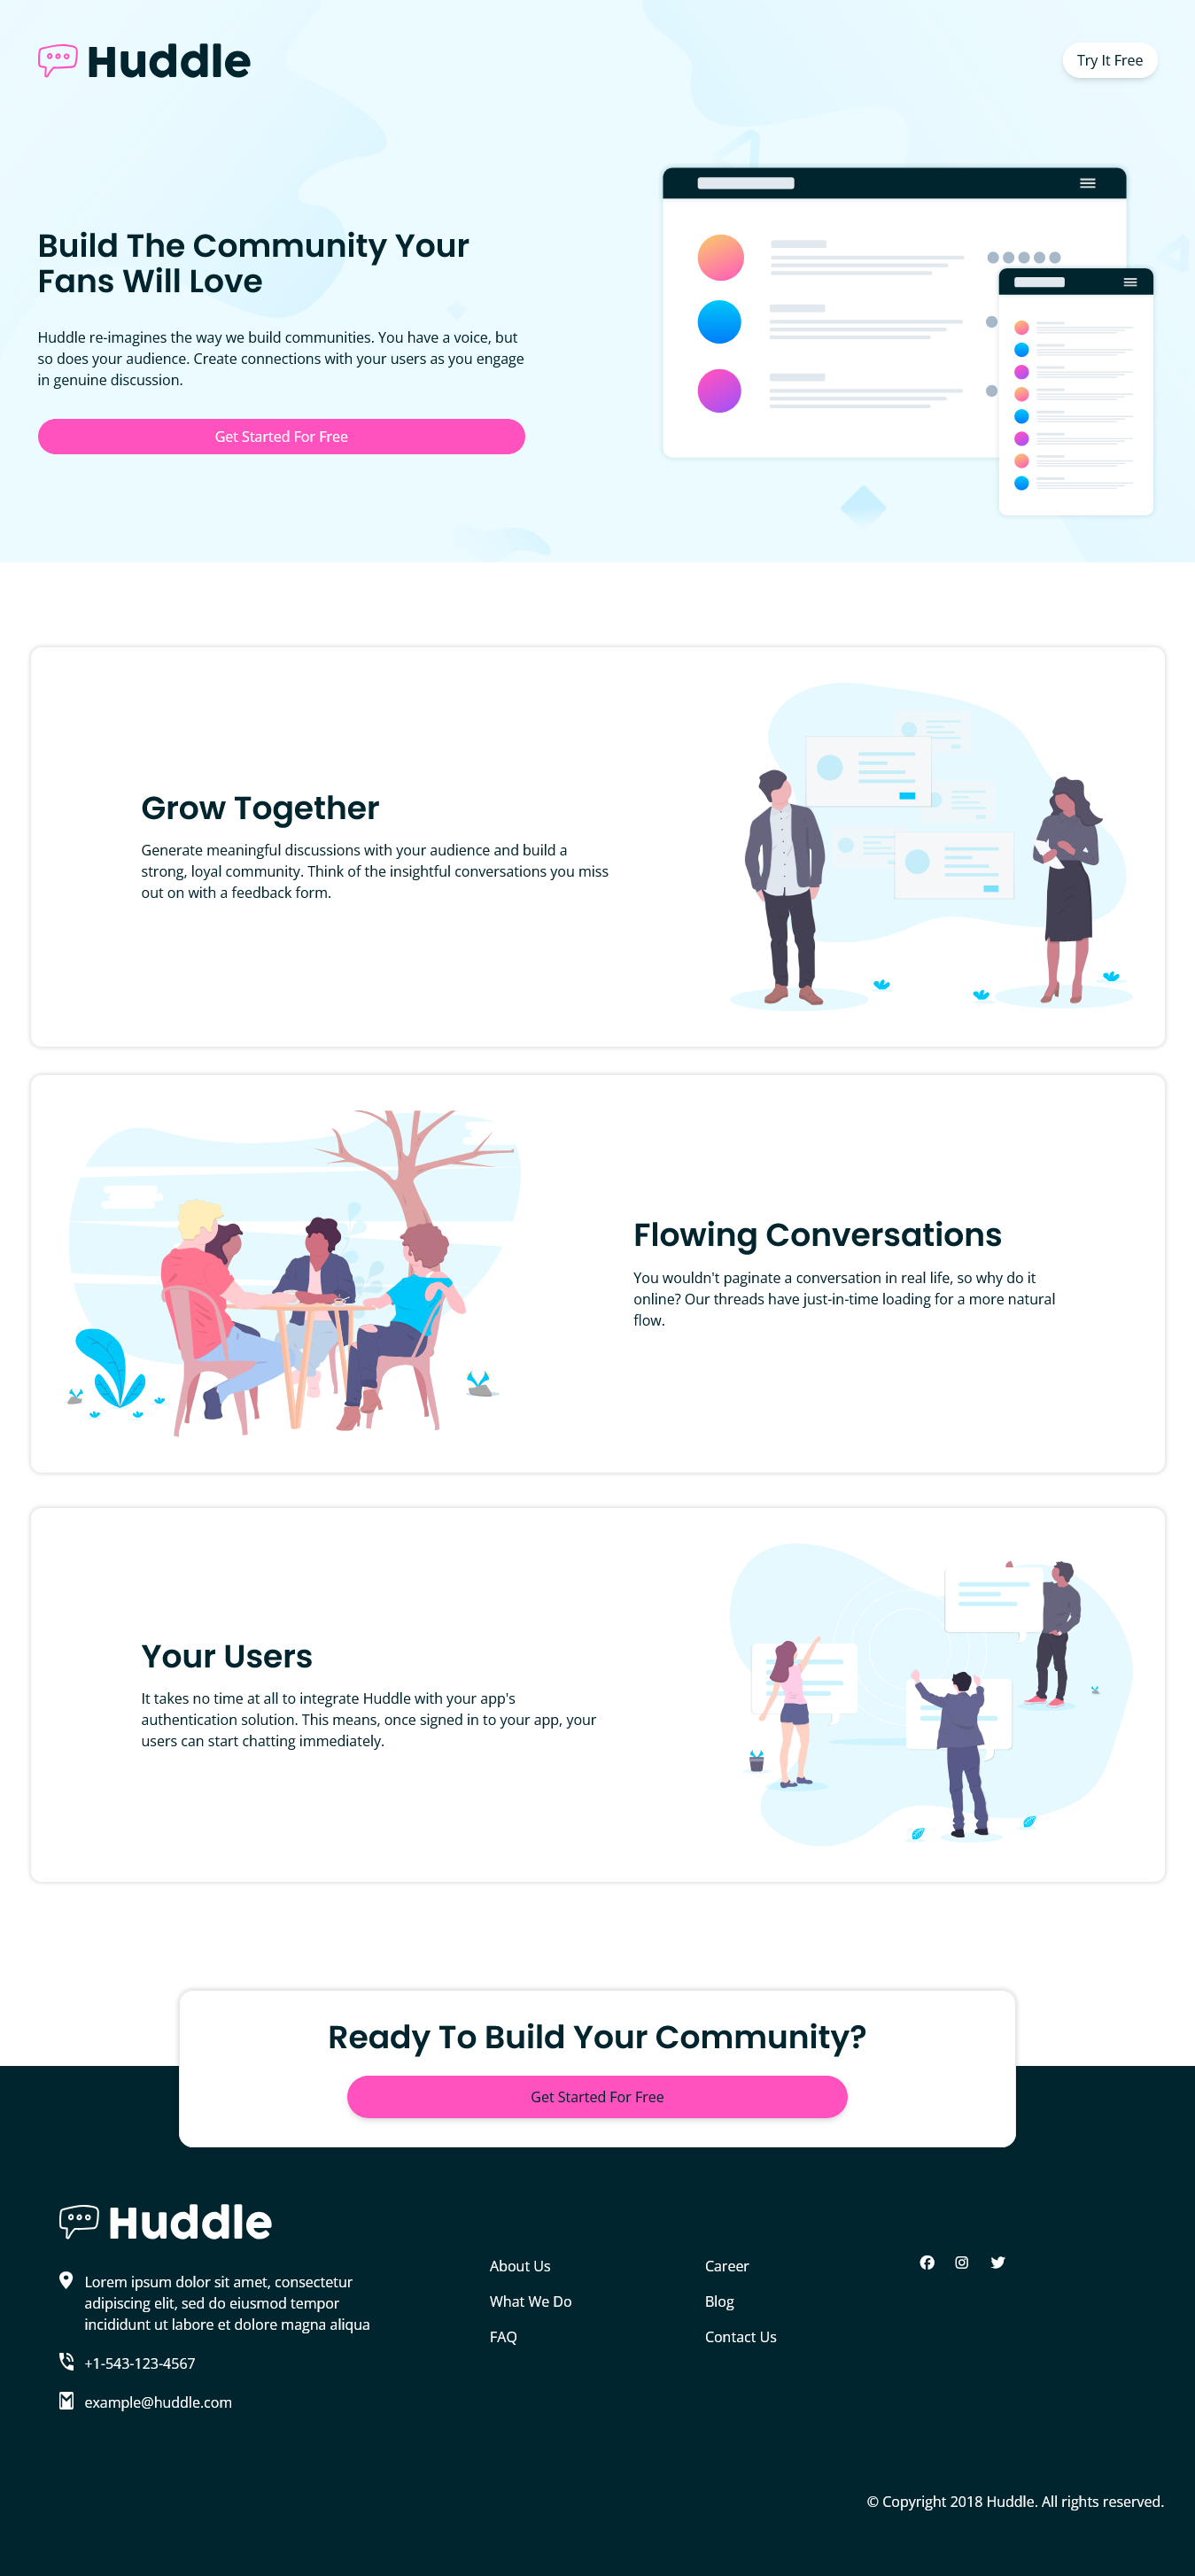 Huddle
Try It Free
Build The Community Your
Fans Will Love
Huddle re-imagines the way we build communities. You have a voice, but
so does your audience. Create connections with your users as you engage
in genuine discussion.
Get Started For Free
Grow Together
Generate meaningful discussions with your audience and build a
strong, loyal community. Think of the insightful conversations you miss
out on with a feedback form.
Flowing Conversations
You wouldn't paginate a conversation in real life, so why do it
online? Our threads have just-in-time loading for a more natural
flow.
Your Users
It takes no time at all to integrate Huddle with your app's
authentication solution. This means, once signed in to your app, your
users can start chatting immediately.
Ready To Build Your Community?
Get Started For Free
Huddle
Lorem ipsum dolor sit amet, consectetur
adipiscing elit, sed do eiusmod tempor
incididunt ut labore et dolore magna aliqua
+1-543-123-4567
example@huddle.com
About Us
What We Do
FAQ
Career
Blog
Contact Us
© Copyright 2018 Huddle. All rights reserved.